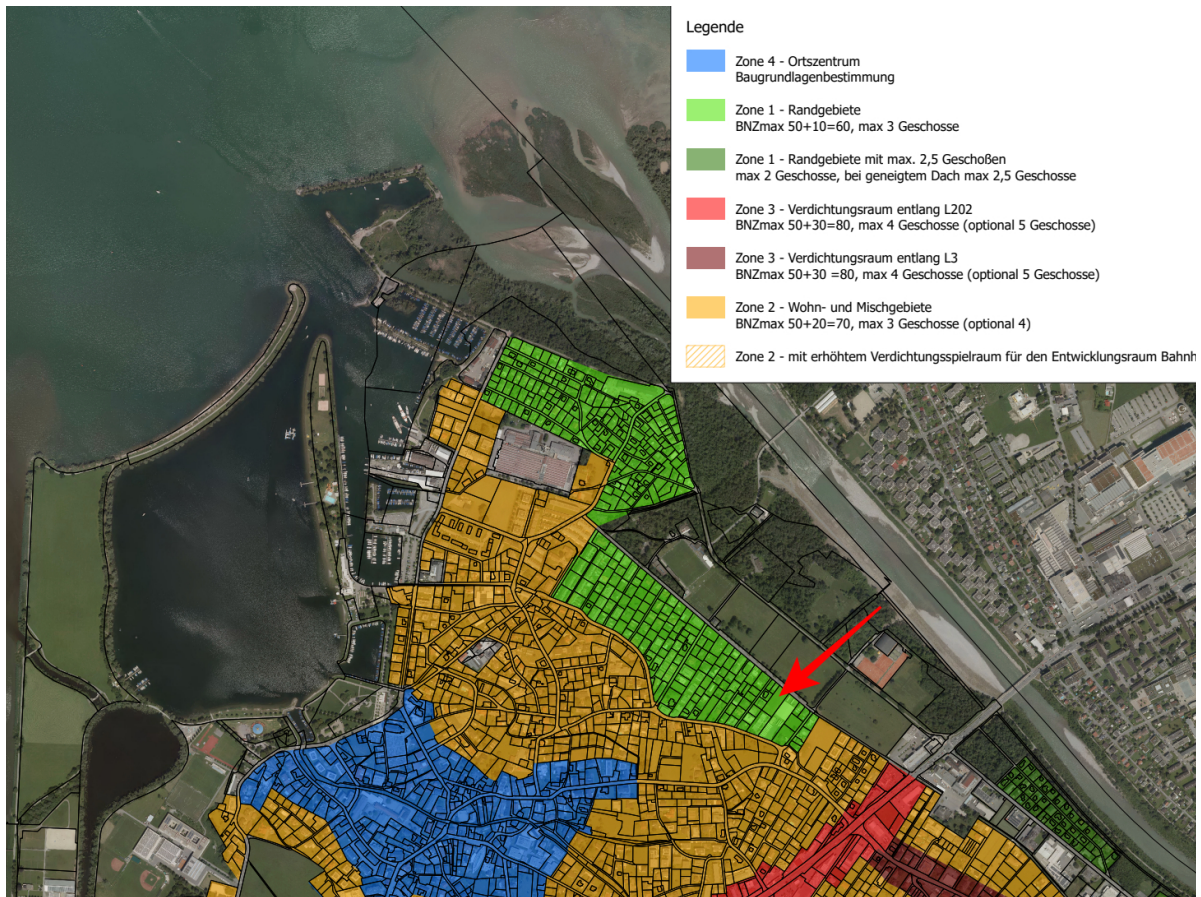 Legende
Zone 4 - Ortszentrum
Baugrundlagenbestimmung
Zone 1 - Randgebiete
BNZmax 50+10=60, max 3 Geschosse
Zone 1 - Randgebiete mit max. 2,5 Geschoßen
max 2 Geschosse, bei geneigtem Dach max 2,5 Geschosse
Zone 3 - Verdichtungsraum entlang L202
BNZmax 50+30=80, max 4 Geschosse (optional 5 Geschosse)
Zone 3 - Verdichtungsraum entlang L3
BNZmax 50+30 =80, max 4 Geschosse (optional 5 Geschosse)
Zone 2 - Wohn- und Mischgebiete
BNZmax 50+20=70, max 3 Geschosse (optional 4)
Zone 2 - mit erhöhtem Verdichtungsspielraum für den Entwicklungsraum Bahnh